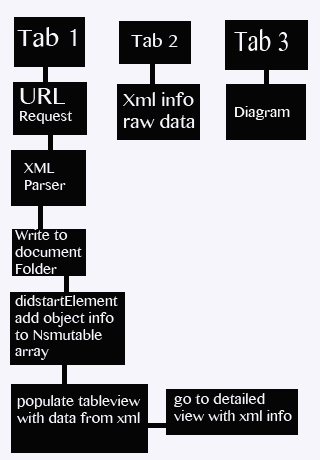 Tab 1
URL
Request
XML
Parser
Write to
document
Folder
didstartElement
add object info
to Nsmutable
array
populate tableview
with data from xml
go to detailed
view with xml info
Tab 2
Xml info
raw data
Tab 3
Diagram